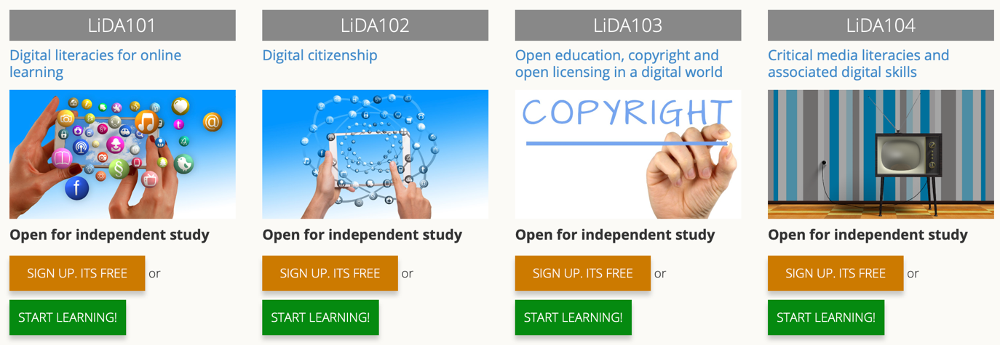 LiDA101
Digital literacies for online
learning
Open for independent study
SIGN UP. ITS FREE or
START LEARNING!
LiDA102
Digital citizenship
Open for independent study
SIGN UP. ITS FREE or
START LEARNING!
LiDA103
Open education, copyright and
open licensing in a digital world
COPYRIGHT
Open for independent study
SIGN UP. ITS FREE or
START LEARNING!
LiDA104
Critical media literacies and
associated digital skills
Open for independent study
SIGN UP. ITS FREE or
START LEARNING!